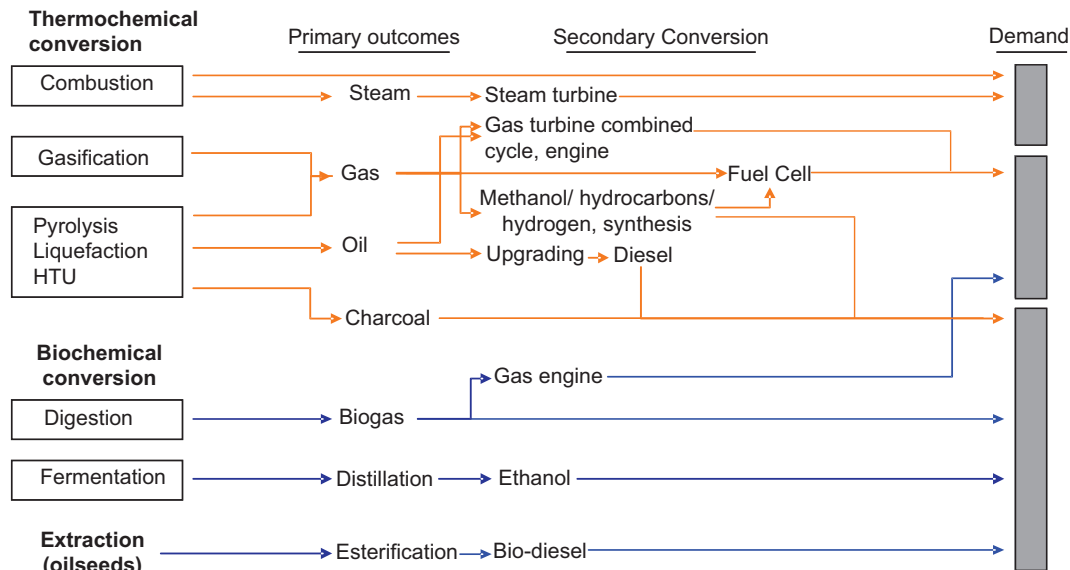 Thermochemical
conversion
Primary outcomes
Secondary Conversion
Demand
Combustion
Steam
Steam turbine
Gas turbine combined
cycle, engine
Gasification
Gas
Fuel Cell
Methanol/ hydrocarbons/
hydrogen, synthesis
Pyrolysis
Liquefaction
HTU
Oil
Upgrading
Diesel
Charcoal
Biochemical
conversion
Gas engine
Digestion
Biogas
Fermentation
Distillation
Ethanol
Extraction
(oilseeds)
Esterification
Bio-diesel